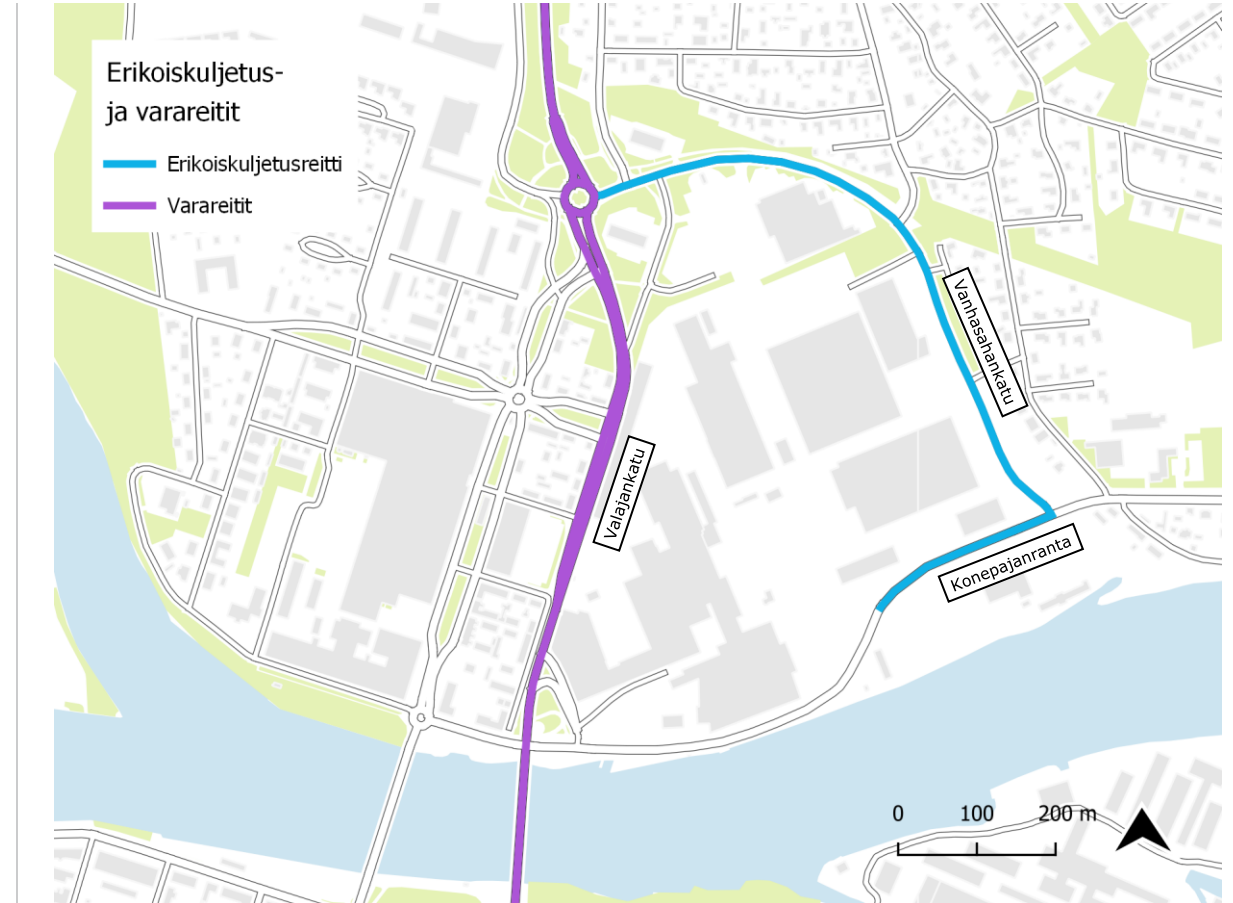 Erikoiskuljetus-
ja varareitit
Erikoiskuljetusreitti
Varareitit
Vanhasahankatu
Valajankatu
Konepajanranta
0 100 200 m